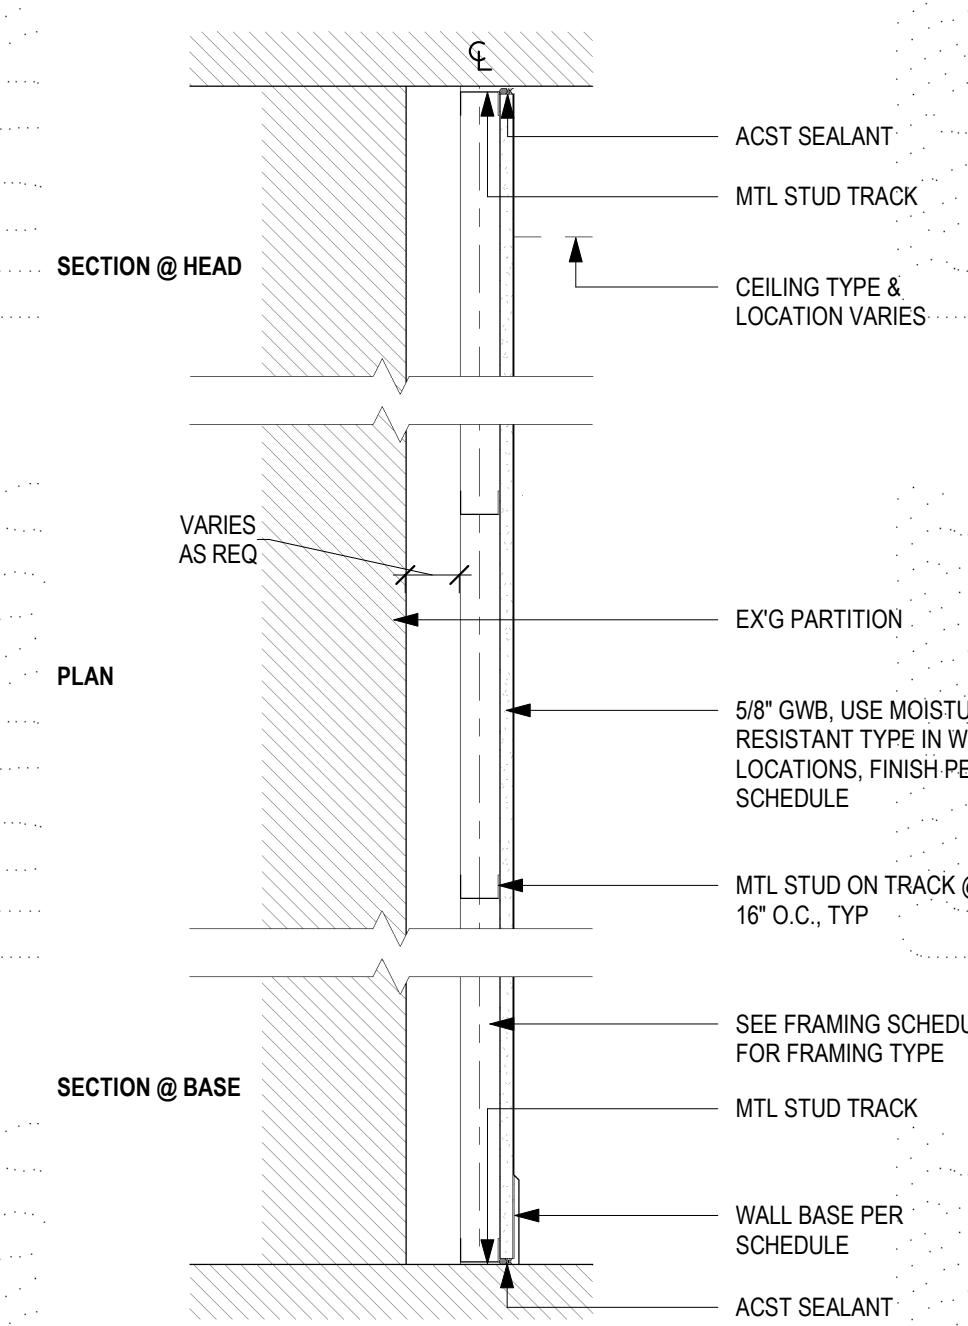 ℄
ACST SEALANT
MTL STUD TRACK
SECTION @ HEAD
CEILING TYPE &
LOCATION VARIES
VARIES
AS REQ
EX'G PARTITION
PLAN
5/8" GWB, USE MOISTU
RESISTANT TYPE IN W
LOCATIONS, FINISH PE
SCHEDULE
MTL STUD ON TRACK @
16" O.C., TYP
SEE FRAMING SCHEDU
FOR FRAMING TYPE
SECTION @ BASE
MTL STUD TRACK
WALL BASE PER
SCHEDULE
ACST SEALANT